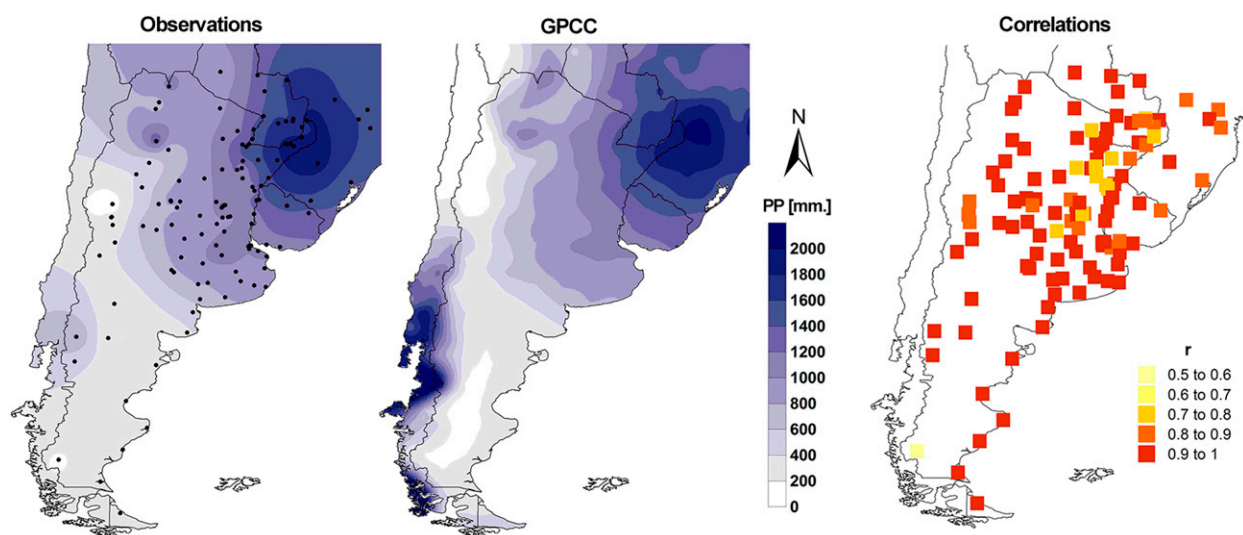 Observations
GPCC
Correlations
N
PP [mm.]
2000
1800
1600
1400
1200
1000
800
600
400
200
0
r
0.5 to 0.6
0.6 to 0.7
0.7 to 0.8
0.8 to 0.9
0.9 to 1